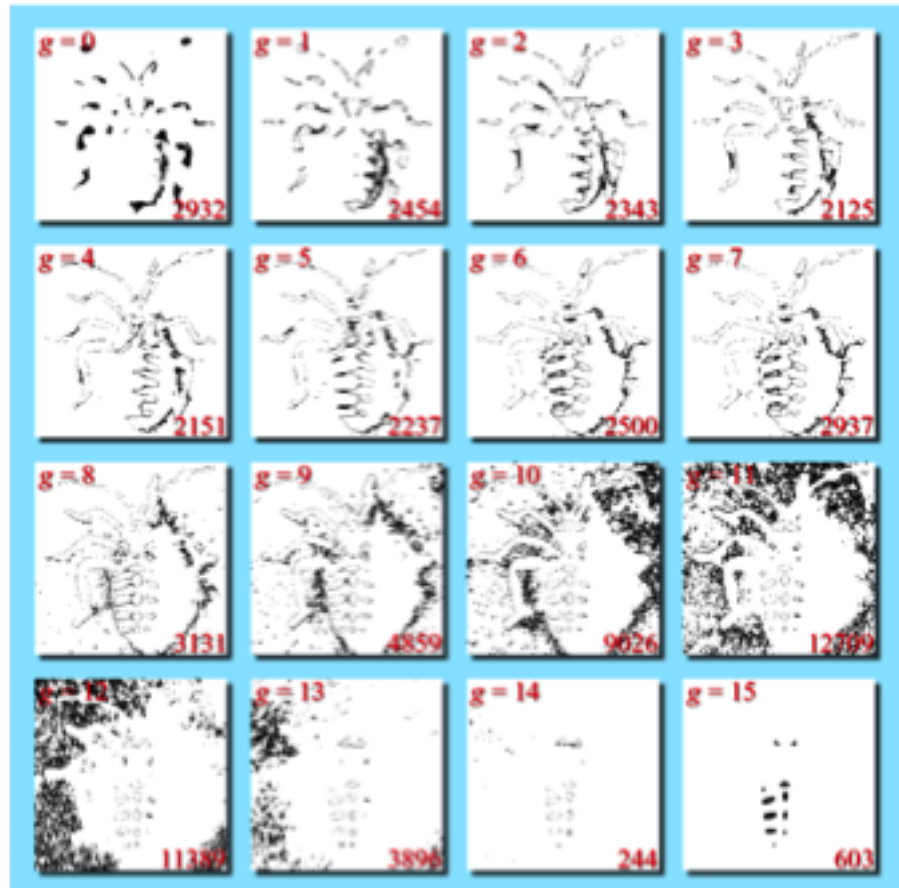 g = 0 g = 1 g = 2 g = 3
2932 2454 2343 2125
g = 4 g = 5 g = 6 g = 7
2151 2237 2500 2937
g = 8 g = 9 g = 10 g = 11
3131 4859 9026 12709
g = 12 g = 13 g = 14 g = 15
11389 3896 244 603